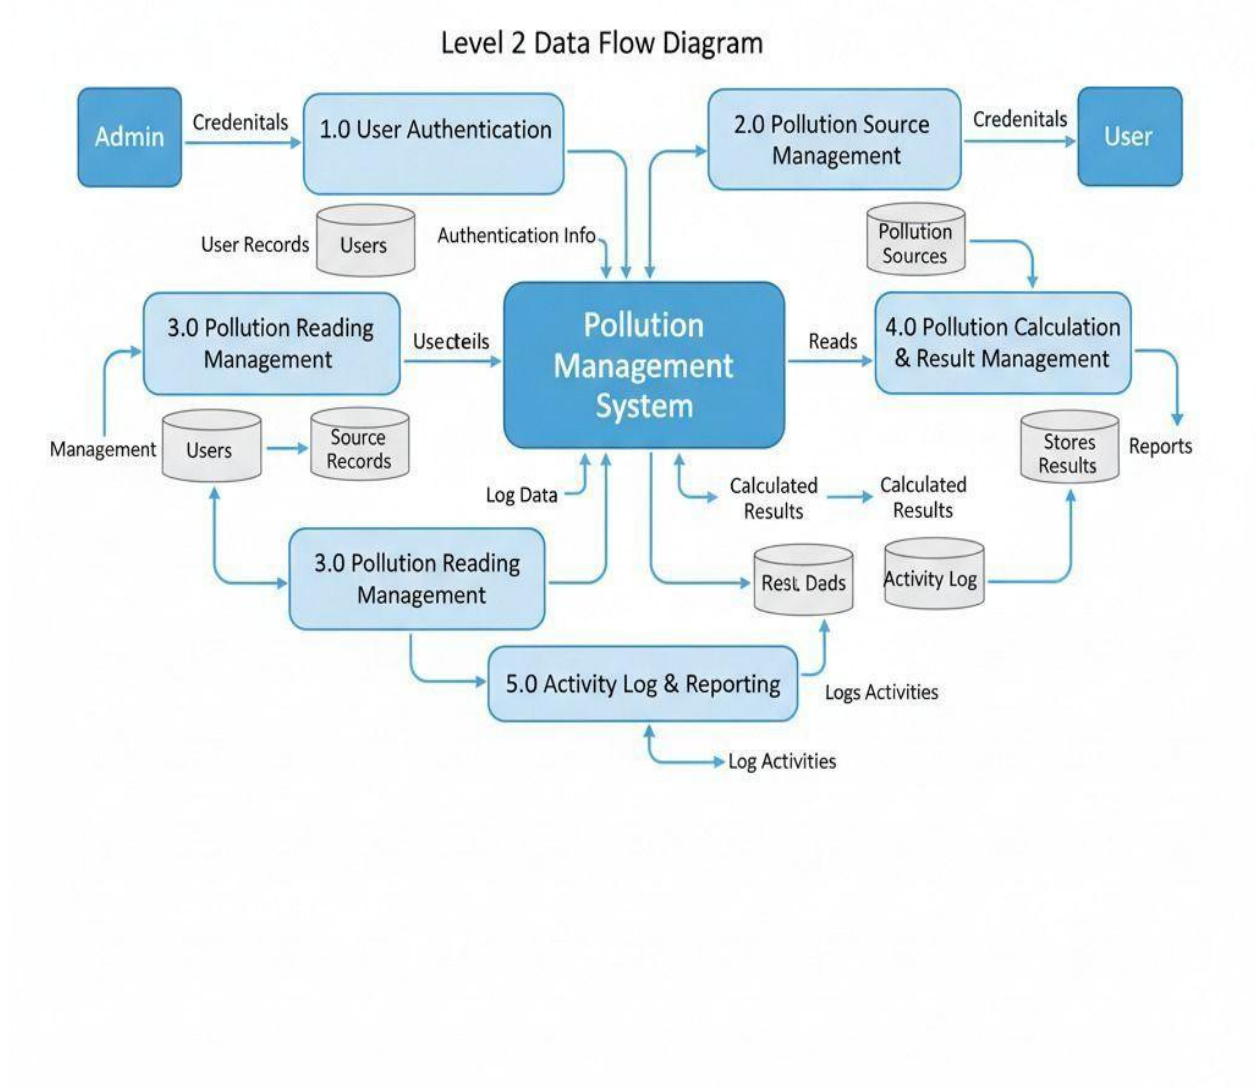 Level 2 Data Flow Diagram
Admin
Credenitals
1.0 User Authentication
2.0 Pollution Source
Management
Credenitals
User
User Records
Users
Authentication Info
Pollution
Sources
3.0 Pollution Reading
Management
Usecteils
Pollution
Management
System
Reads
4.0 Pollution Calculation
& Result Management
Management
Users
Source
Records
Stores
Results
Reports
Log Data
Calculated
Results
Calculated
Results
3.0 Pollution Reading
Management
Rest. Dads
Activity Log
5.0 Activity Log & Reporting
Logs Activities
Log Activities